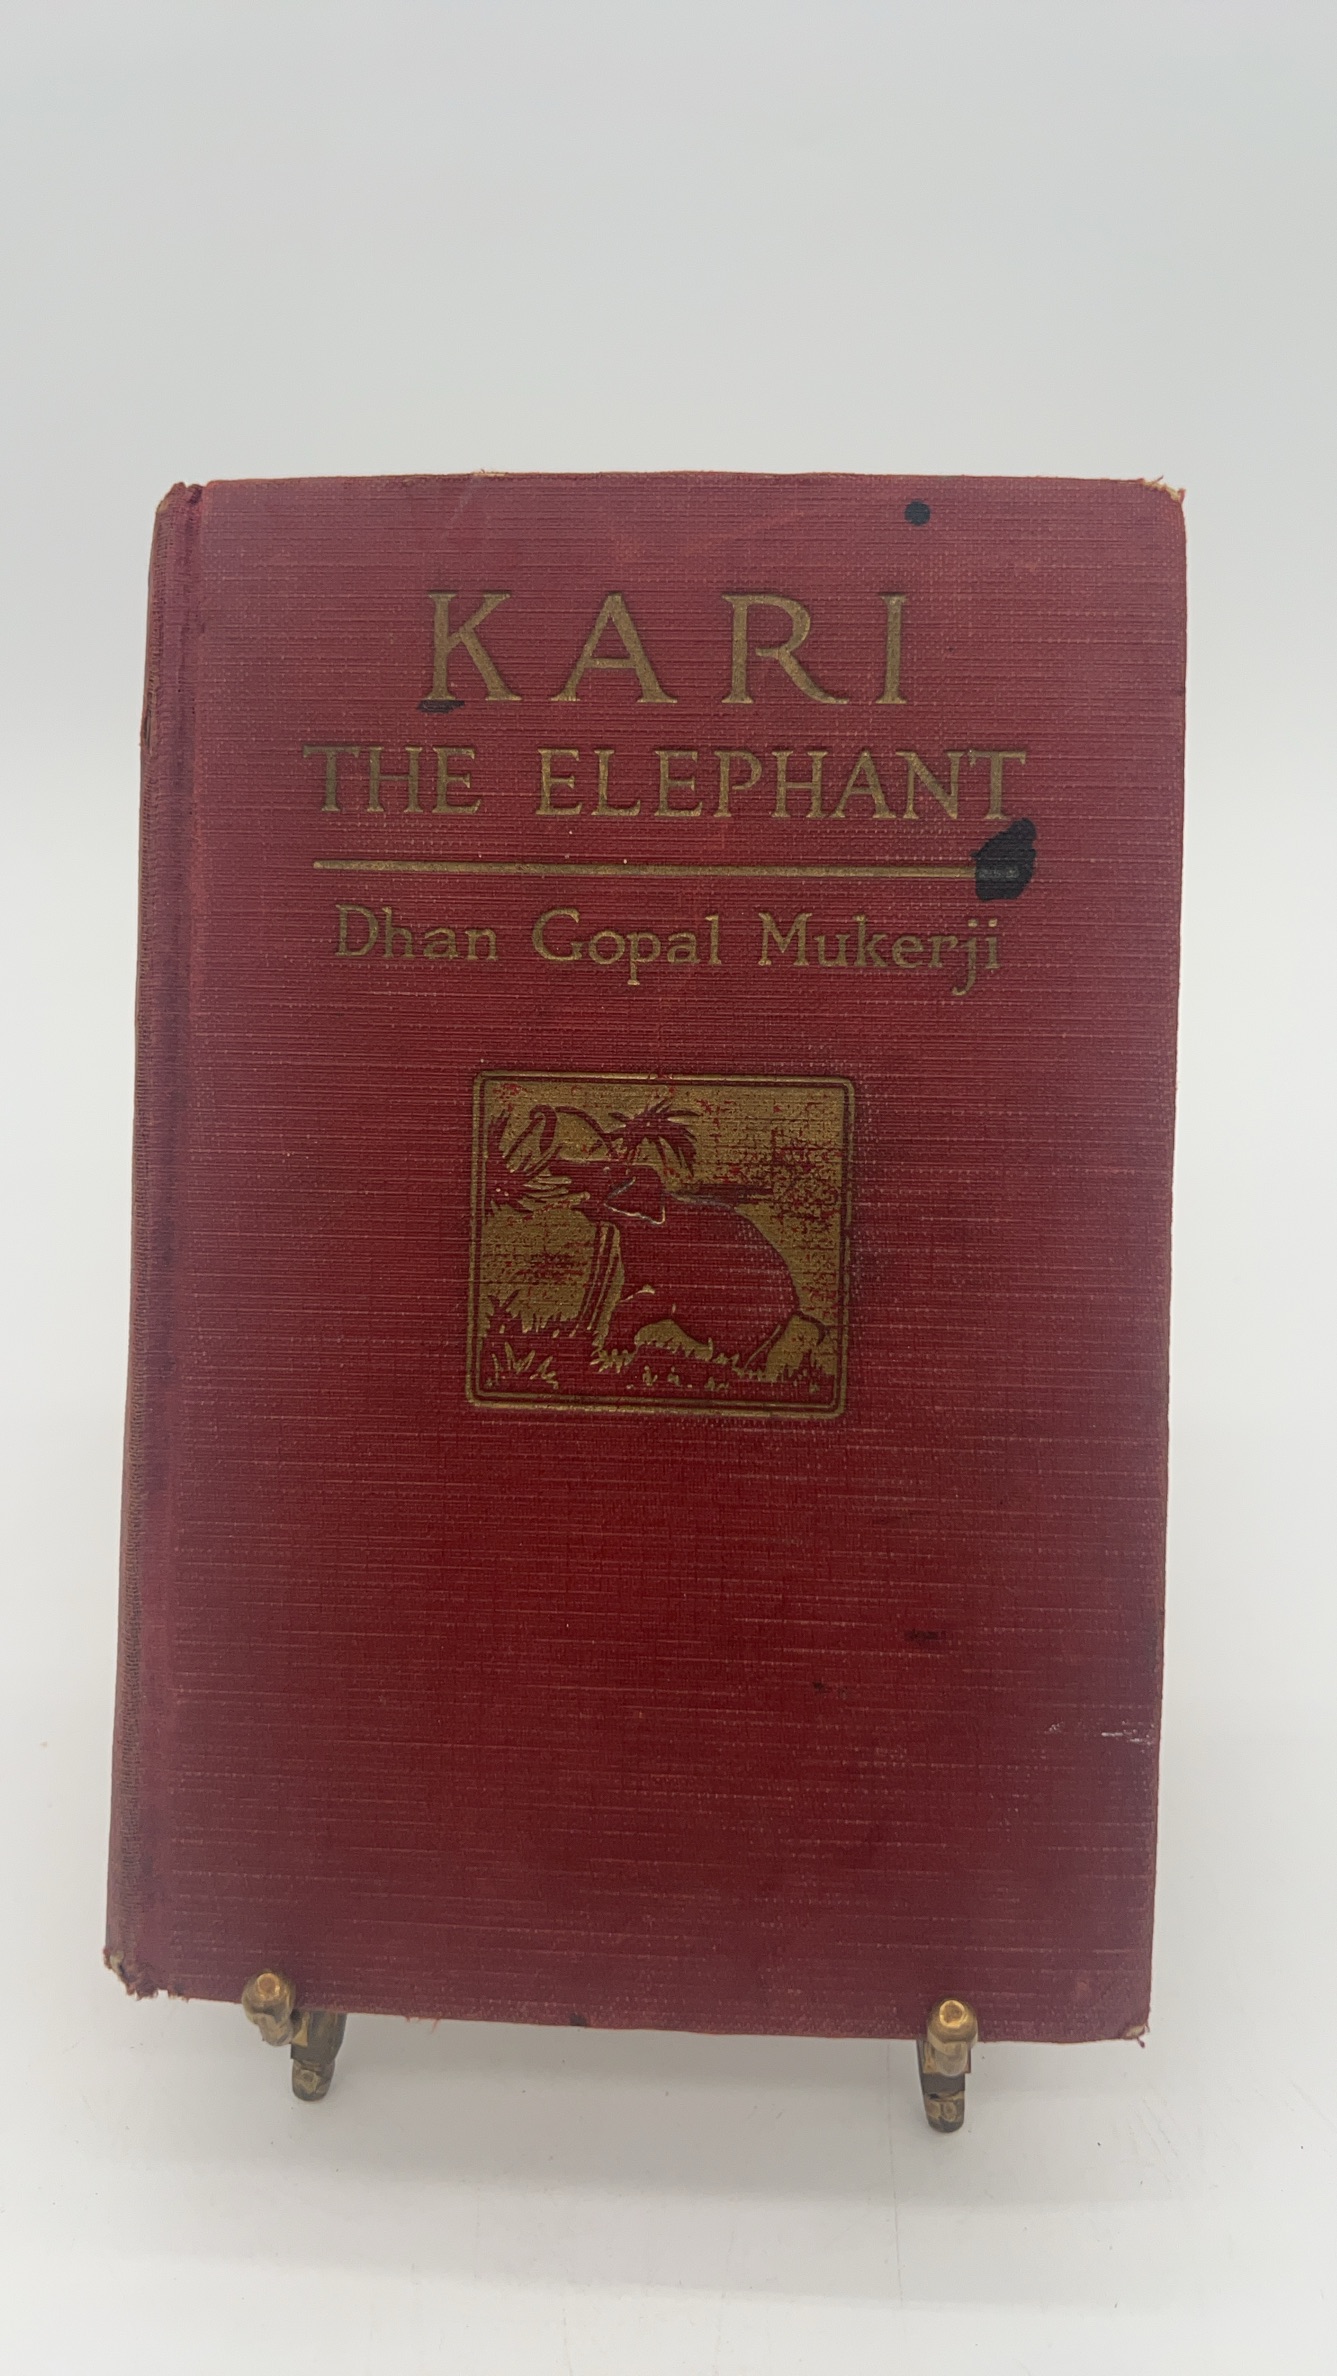 KARI
THE ELEPHANT
Dhan Gopal Mukerji